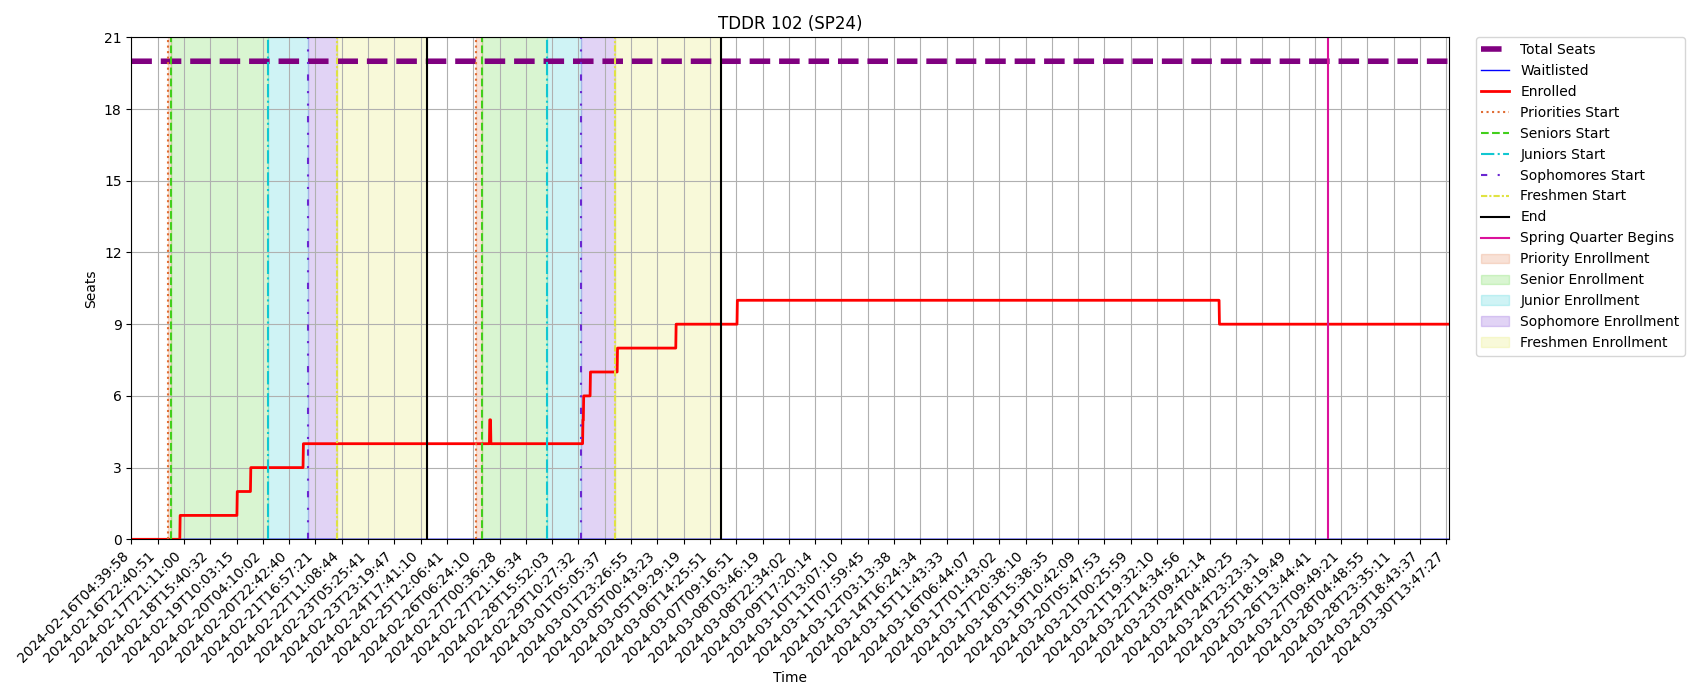 TDDR 102 (SP24)
21
18
15
12
9
6
3
0
Seats
2024-02-16T04:39:58
2024-02-16T22:40:51
2024-02-17T21:11:00
2024-02-18T15:40:32
2024-02-19T10:03:15
2024-02-20T04:10:02
2024-02-20T22:42:40
2024-02-21T16:57:21
2024-02-22T11:08:44
2024-02-23T05:25:41
2024-02-23T23:19:47
2024-02-24T17:41:10
2024-02-25T12:06:41
2024-02-26T06:24:10
2024-02-27T00:36:28
2024-02-27T21:16:34
2024-02-28T15:52:03
2024-02-29T10:27:32
2024-03-01T05:05:37
2024-03-01T23:26:55
2024-03-05T00:43:23
2024-03-05T19:29:19
2024-03-06T14:25:51
2024-03-07T09:16:51
2024-03-08T03:46:19
2024-03-08T22:34:02
2024-03-09T17:20:14
2024-03-10T13:07:10
2024-03-11T07:59:45
2024-03-12T03:13:38
2024-03-14T16:24:34
2024-03-15T11:43:33
2024-03-16T06:44:07
2024-03-17T01:43:02
2024-03-17T20:38:10
2024-03-18T15:38:35
2024-03-19T10:42:09
2024-03-20T05:47:53
2024-03-21T00:25:59
2024-03-21T19:32:10
2024-03-22T14:34:56
2024-03-23T09:42:14
2024-03-24T04:40:25
2024-03-24T23:23:31
2024-03-25T18:19:49
2024-03-26T13:44:41
2024-03-27T09:49:21
2024-03-28T04:48:55
2024-03-28T23:35:11
2024-03-29T18:43:37
2024-03-30T13:47:27
Time
Total Seats
Waitlisted
Enrolled
Priorities Start
Seniors Start
Juniors Start
Sophomores Start
Freshmen Start
End
Spring Quarter Begins
Priority Enrollment
Senior Enrollment
Junior Enrollment
Sophomore Enrollment
Freshmen Enrollment